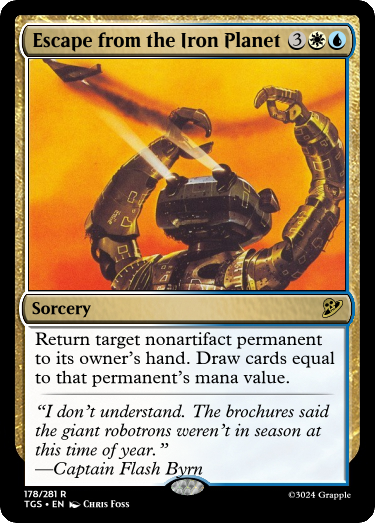 Escape from the Iron Planet 3
Sorcery
Return target nonartifact permanent
to its owner's hand. Draw cards equal
to that permanent's mana value.
“I don't understand. The brochures said
the giant robotrons weren't in season at
this time of year.”
—Captain Flash Byrn
178/281 R
TGS • EN Chris Foss
©3024 Grapple